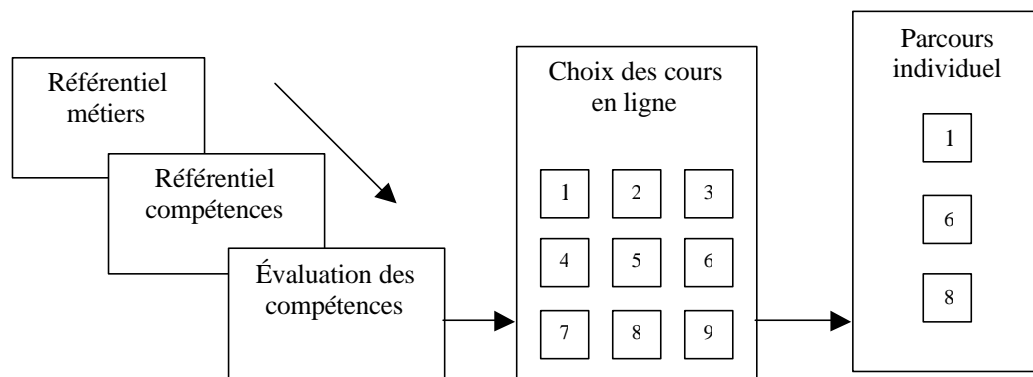 Référentiel
métiers
Référentiel
compétences
Évaluation des
compétences
Choix des cours
en ligne
1 2 3
4 5 6
7 8 9
Parcours
individuel
1
6
8